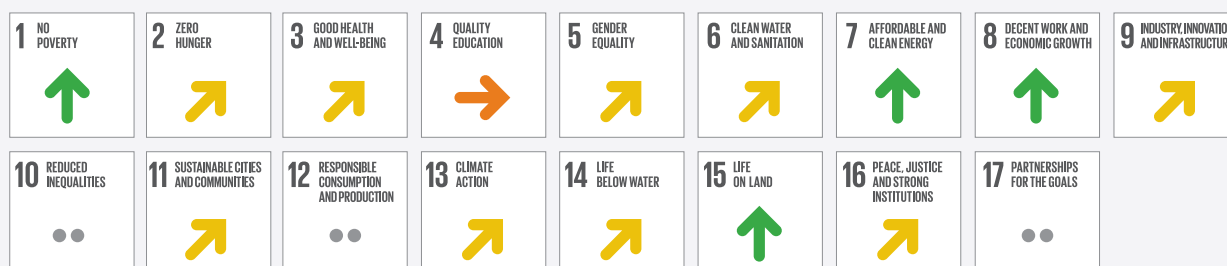 1 NO
POVERTY
2 ZERO
HUNGER
3 GOOD HEALTH
AND WELL-BEING
4 QUALITY
EDUCATION
5 GENDER
EQUALITY
6 CLEAN WATER
AND SANITATION
7 AFFORDABLE AND
CLEAN ENERGY
8 DECENT WORK AND
ECONOMIC GROWTH
9 INDUSTRY, INNOVATIO
AND INFRASTRUCTUR
10 REDUCED
INEQUALITIES
11 SUSTAINABLE CITIES
AND COMMUNITIES
12 RESPONSIBLE
CONSUMPTION
AND PRODUCTION
13 CLIMATE
ACTION
14 LIFE
BELOW WATER
15 LIFE
ON LAND
16 PEACE, JUSTICE
AND STRONG
INSTITUTIONS
17 PARTNERSHIPS
FOR THE GOALS